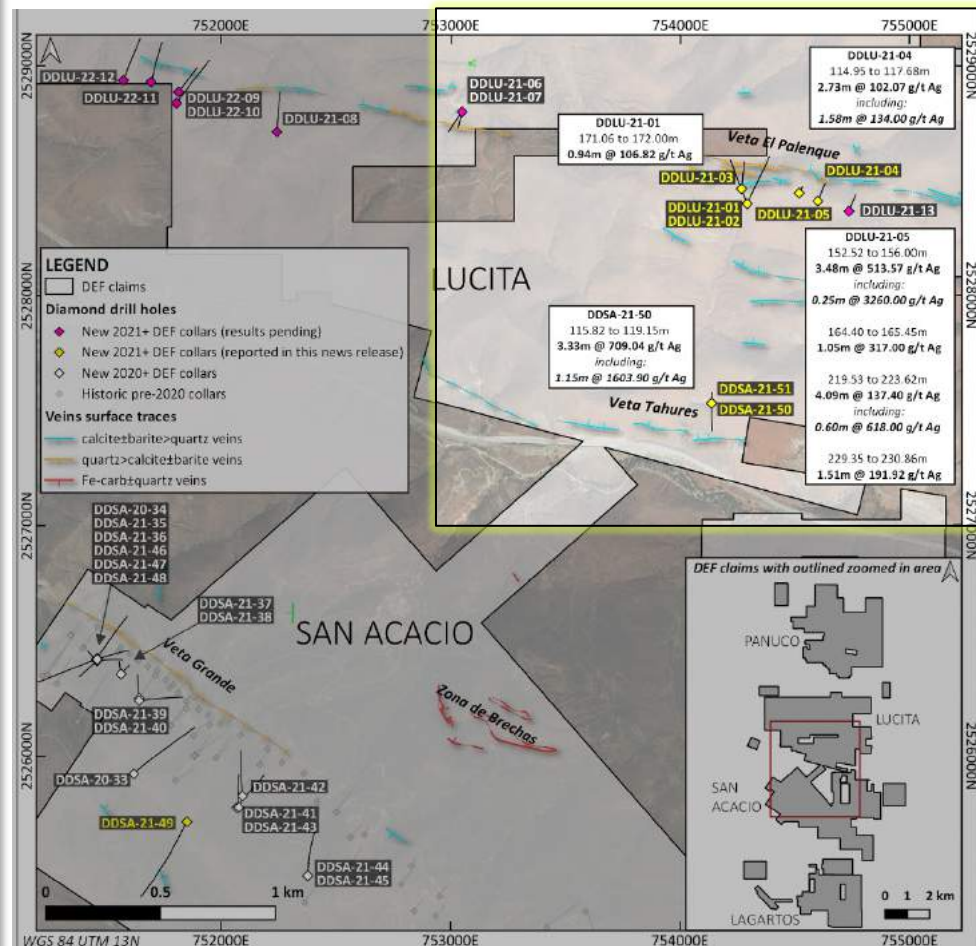 752000E
753000E
754000E
755000E
2529000N
2528000N
2527000N
2526000N
2529000N
2528000N
2527000N
2526000N
DDLU-22-12
DDLU-22-11
DDLU-22-09
DDLU-22-10
DDLU-21-08
DDLU-21-06
DDLU-21-07
DDLU-21-01
171.06 to 172.00m
0.94m @ 106.82 g/t Ag
DDLU-21-04
114.95 to 117.68m
2.73m @ 102.07 g/t Ag
including:
1.58m @ 134.00 g/t Ag
Veta El Palenque
DDLU-21-03
DDLU-21-04
DDLU-21-01
DDLU-21-02
DDLU-21-05
DDLU-21-13
LUCITA
DDLU-21-05
152.52 to 156.00m
3.48m @ 513.57 g/t Ag
including:
0.25m @ 3260.00 g/t Ag
164.40 to 165.45m
1.05m @ 317.00 g/t Ag
219.53 to 223.62m
4.09m @ 137.40 g/t Ag
including:
0.60m @ 618.00 g/t Ag
229.35 to 230.86m
1.51m @ 191.92 g/t Ag
DDSA-21-50
115.82 to 119.15m
3.33m @ 709.04 g/t Ag
including:
1.15m @ 1603.90 g/t Ag
DDSA-21-51
DDSA-21-50
Veta Tahures
LEGEND
DEF claims
Diamond drill holes
New 2021+ DEF collars (results pending)
New 2021+ DEF collars (reported in this news release)
New 2020+ DEF collars
Historic pre-2020 collars
Veins surface traces
calcite±barite>quartz veins
quartz>calcite±barite veins
Fe-carb±quartz veins
DDSA-20-34
DDSA-21-35
DDSA-21-36
DDSA-21-46
DDSA-21-47
DDSA-21-48
DDSA-21-37
DDSA-21-38
Veta Grande
SAN ACACIO
Zona de Brechas
DDSA-21-39
DDSA-21-40
DDSA-20-33
DDSA-21-42
DDSA-21-41
DDSA-21-43
DDSA-21-49
DDSA-21-44
DDSA-21-45
0 0.5 1 km
WGS 84 UTM 13N
752000E
753000E
754000E
755000E
DEF claims with outlined zoomed in area
PANUCO
LUCITA
SAN
ACACIO
LAGARTOS
0 1 2 km